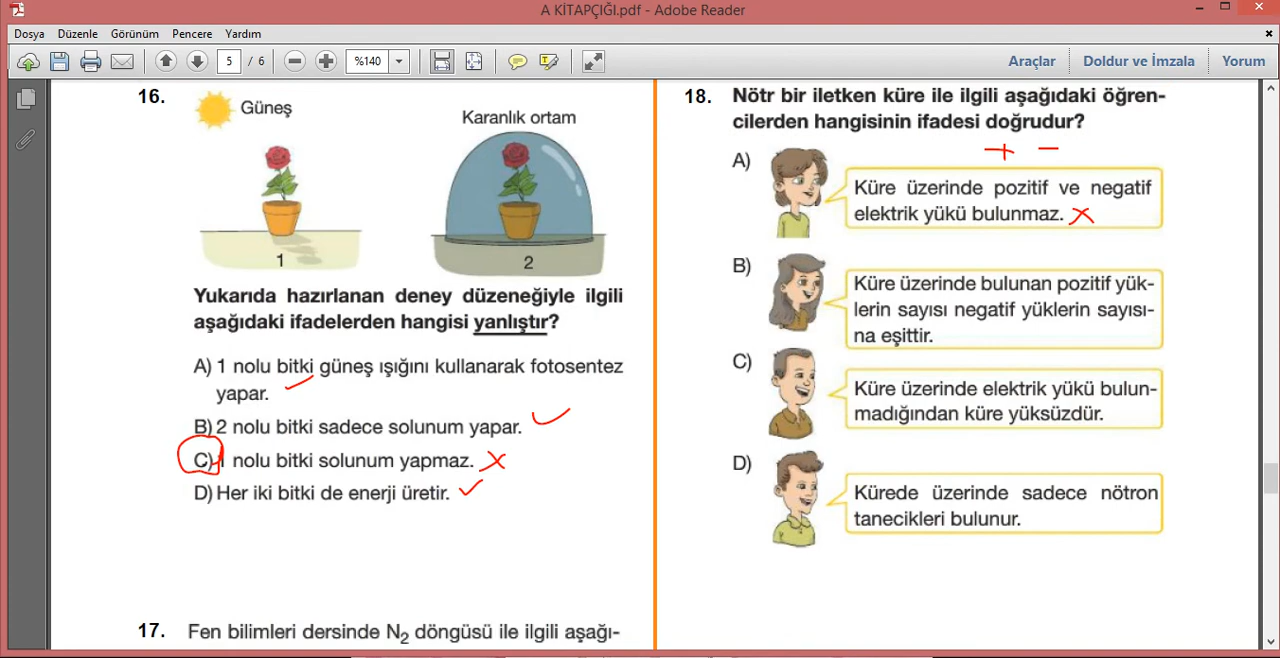 A KİTAPÇIĞI.pdf - Adobe Reader
Dosya Düzenle Görünüm Pencere Yardım
5 / 6 %140 Araçlar Doldur ve İmzala Yorum
16.
Güneş
Karanlık ortam
1
2
Yukarıda hazırlanan deney düzeneğiyle ilgili
aşağıdaki ifadelerden hangisi yanlıştır?
A) 1 nolu bitki güneş ışığını kullanarak fotosentez
yapar.
B) 2 nolu bitki sadece solunum yapar.
C) 1 nolu bitki solunum yapmaz.
D) Her iki bitki de enerji üretir.
17. Fen bilimleri dersinde N₂ döngüsü ile ilgili aşağı-
18. Nötr bir iletken küre ile ilgili aşağıdaki öğren-
cilerden hangisinin ifadesi doğrudur?
+ -
A)
Küre üzerinde pozitif ve negatif
elektrik yükü bulunmaz.
B)
Küre üzerinde bulunan pozitif yük-
lerin sayısı negatif yüklerin sayısı-
na eşittir.
C)
Küre üzerinde elektrik yükü bulun-
madığından küre yüksüzdür.
D)
Kürede üzerinde sadece nötron
tanecikleri bulunur.